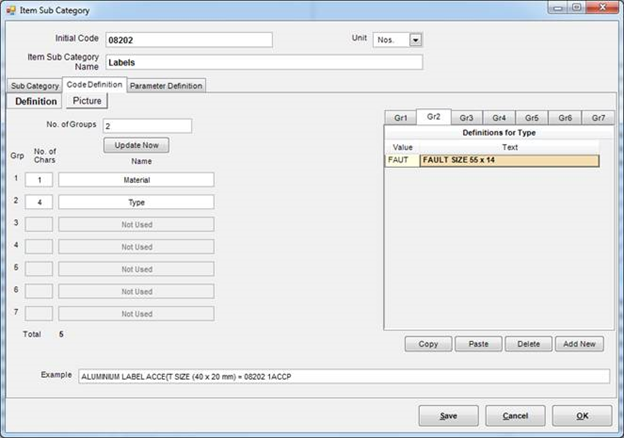 Item Sub Category
Initial Code 08202 Unit Nos.
Item Sub Category Name Labels
Sub Category Code Definition Parameter Definition
Definition Picture
No. of Groups 2
Update Now
Grp No. of Chars Name
1 1 Material
2 4 Type
3 Not Used
4 Not Used
5 Not Used
6 Not Used
7 Not Used
Total 5
Gr1 Gr2 Gr3 Gr4 Gr5 Gr6 Gr7
Definitions for Type
Value Text
FAUT FAULT SIZE 55 x 14
Copy Paste Delete Add New
Example ALUMINIUM LABEL ACCE{T SIZE (40 x 20 mm) = 08202 1ACCP
Save Cancel OK